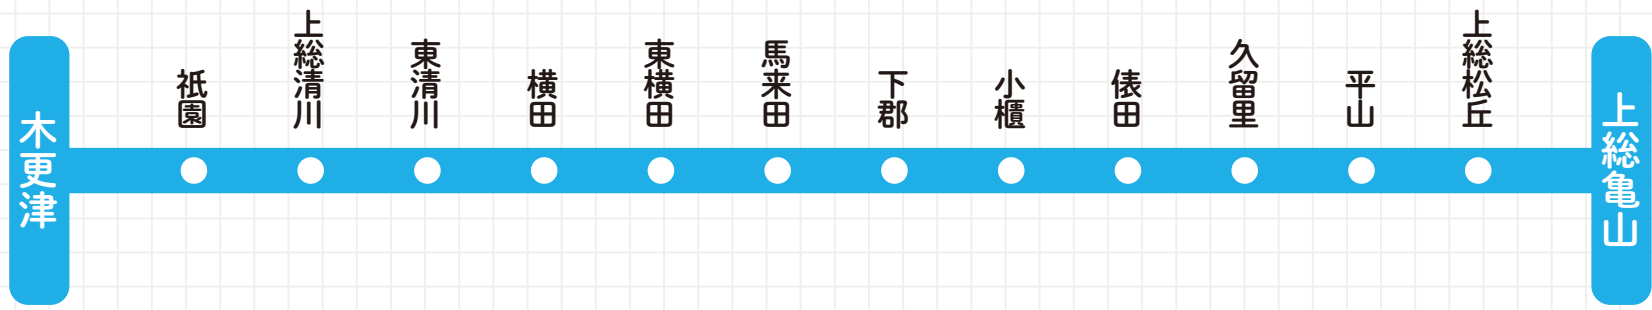 木更津
祇園
上総清川
東清川
横田
東横田
馬来田
下郡
小櫃
俵田
久留里
平山
上総松丘
上総亀山